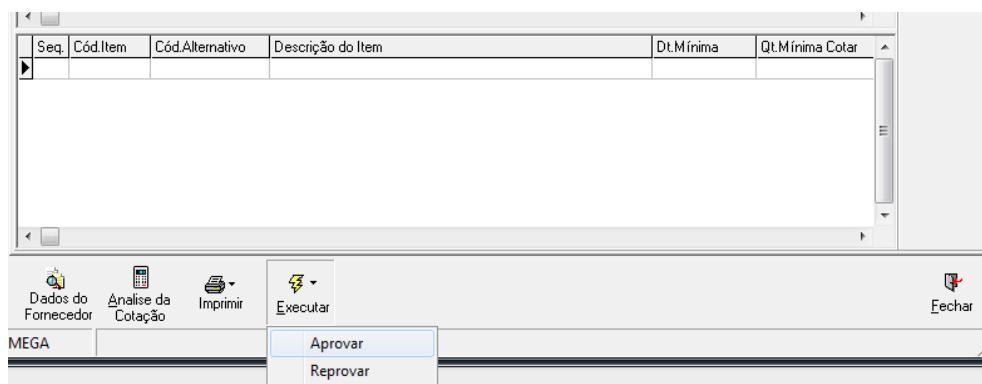 Seq. Cód.Item Cód.Alternativo Descrição do Item Dt.Mínima Qt.Mínima Cotar
Dados do Fornecedor
Analise da Cotação
Imprimir
Executar
Fechar
MEGA
Aprovar
Reprovar